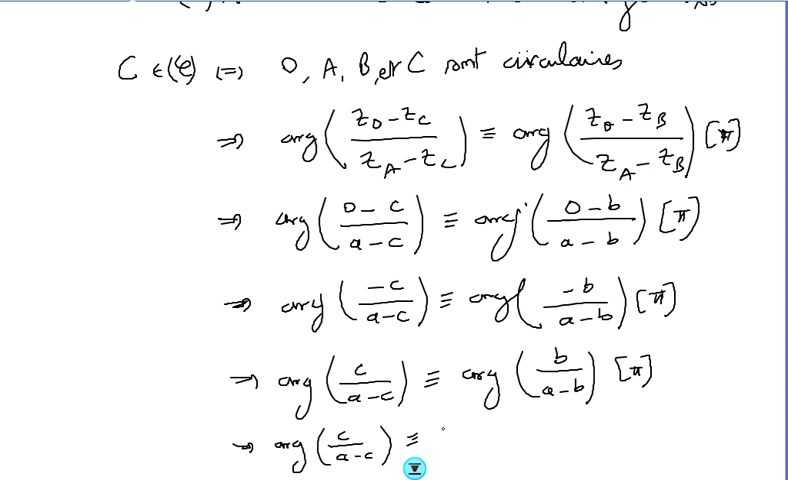 C ∈ (𝒞) (=) O, A, B, et C sont circulaires
=> arg((z_O - z_C)/(z_A - z_C)) ≡ arg((z_O - z_B)/(z_A - z_B)) [π]
=> arg((0 - c)/(a - c)) ≡ arg((0 - b)/(a - b)) [π]
=> arg((-c)/(a - c)) ≡ arg((-b)/(a - b)) [π]
=> arg(c/(a - c)) ≡ arg(b/(a - b)) [π]
=> arg(c/(a - c)) ≡